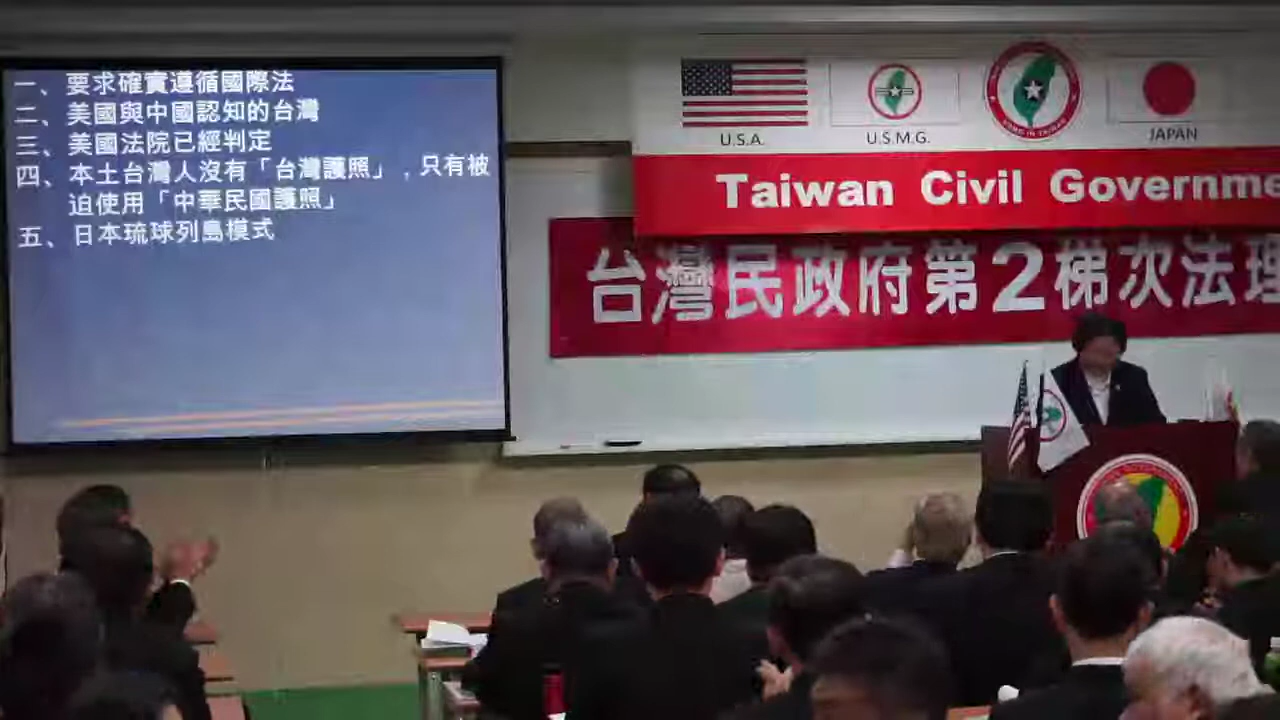 一、要求確實遵循國際法
二、美國與中國認知的台灣
三、美國法院已經判定
四、本土台灣人沒有「台灣護照」，只有被
迫使用「中華民國護照」
五、日本琉球列島模式
U.S.A.
U.S.M.G.
JAPAN
Taiwan Civil Governme
台灣民政府第2梯次法理